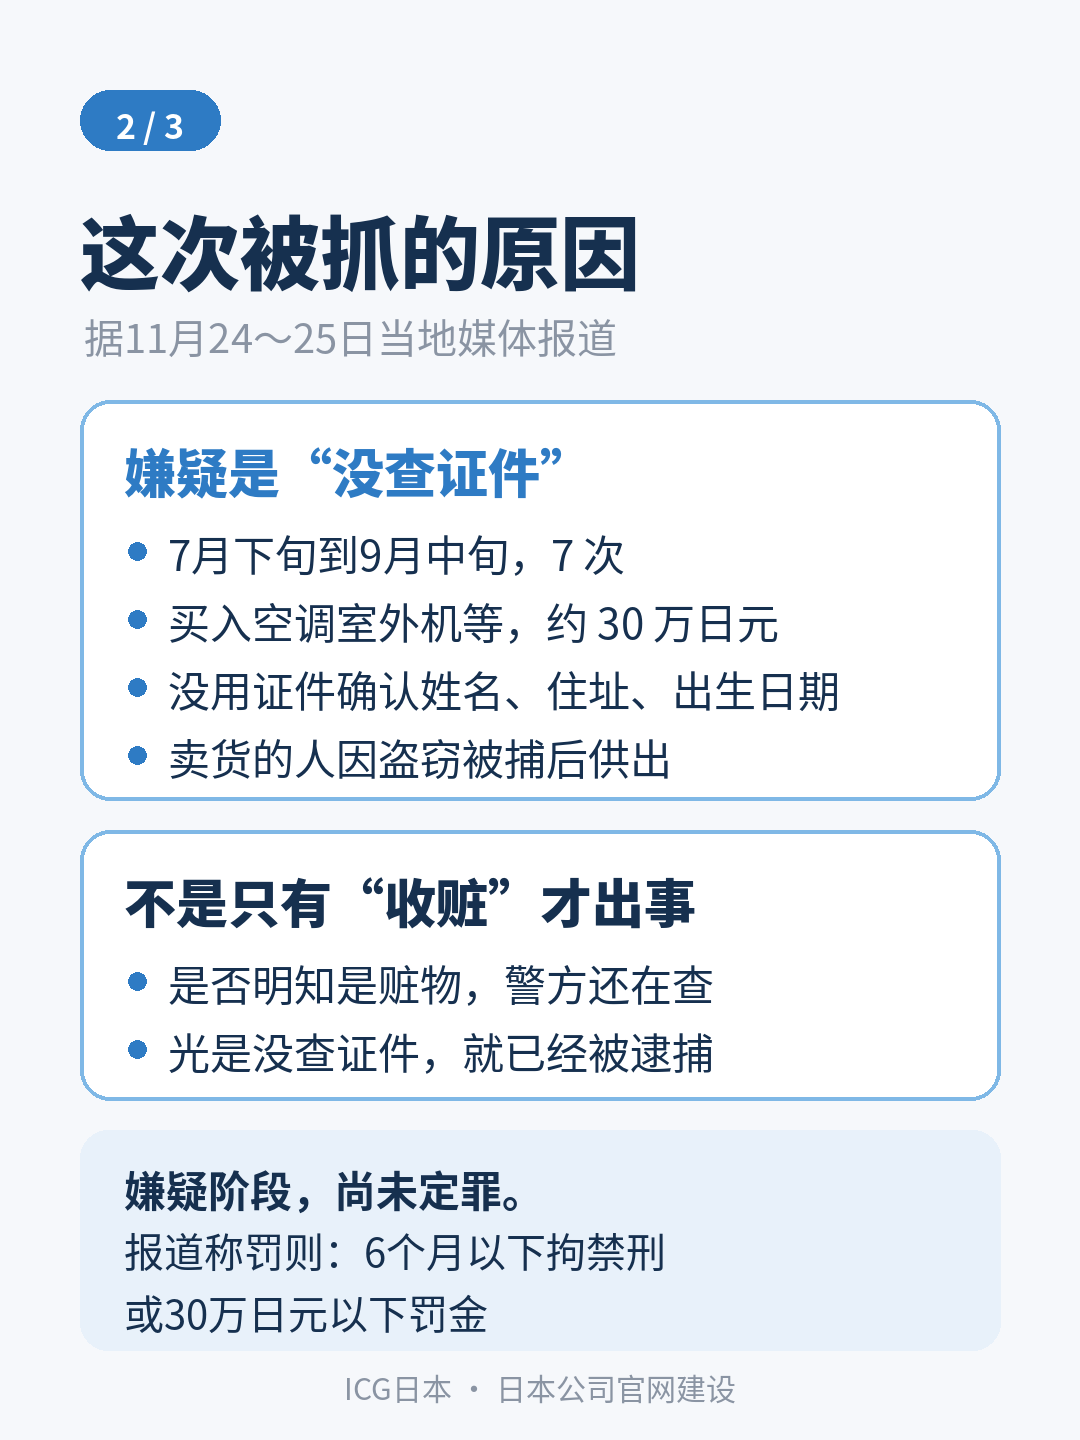 2 / 3
这次被抓的原因
据11月24～25日当地媒体报道
嫌疑是“没查证件”
7月下旬到9月中旬，7 次
买入空调室外机等，约 30 万日元
没用证件确认姓名、住址、出生日期
卖货的人因盗窃被捕后供出
不是只有“收赃”才出事
是否明知是赃物，警方还在查
光是没查证件，就已经被逮捕
嫌疑阶段，尚未定罪。
报道称罚则：6个月以下拘禁刑
或30万日元以下罚金
ICG日本 · 日本公司官网建设